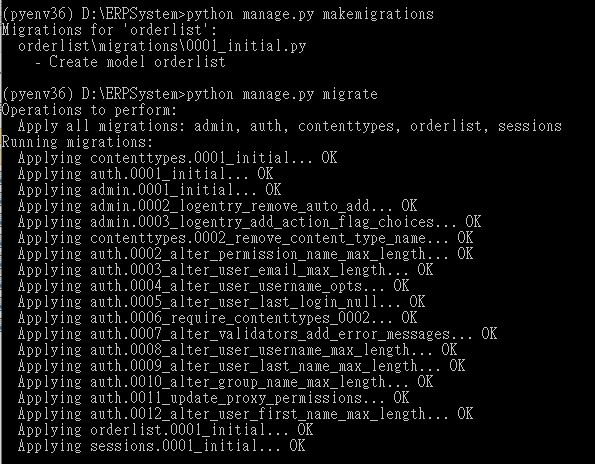 (pyenv36) D:\ERPSystem>python manage.py makemigrations
Migrations for 'orderlist':
  orderlist\migrations\0001_initial.py
    - Create model orderlist
(pyenv36) D:\ERPSystem>python manage.py migrate
Operations to perform:
  Apply all migrations: admin, auth, contenttypes, orderlist, sessions
Running migrations:
  Applying contenttypes.0001_initial... OK
  Applying auth.0001_initial... OK
  Applying admin.0001_initial... OK
  Applying admin.0002_logentry_remove_auto_add... OK
  Applying admin.0003_logentry_add_action_flag_choices... OK
  Applying contenttypes.0002_remove_content_type_name... OK
  Applying auth.0002_alter_permission_name_max_length... OK
  Applying auth.0003_alter_user_email_max_length... OK
  Applying auth.0004_alter_user_username_opts... OK
  Applying auth.0005_alter_user_last_login_null... OK
  Applying auth.0006_require_contenttypes_0002... OK
  Applying auth.0007_alter_validators_add_error_messages... OK
  Applying auth.0008_alter_user_username_max_length... OK
  Applying auth.0009_alter_user_last_name_max_length... OK
  Applying auth.0010_alter_group_name_max_length... OK
  Applying auth.0011_update_proxy_permissions... OK
  Applying auth.0012_alter_user_first_name_max_length... OK
  Applying orderlist.0001_initial... OK
  Applying sessions.0001_initial... OK